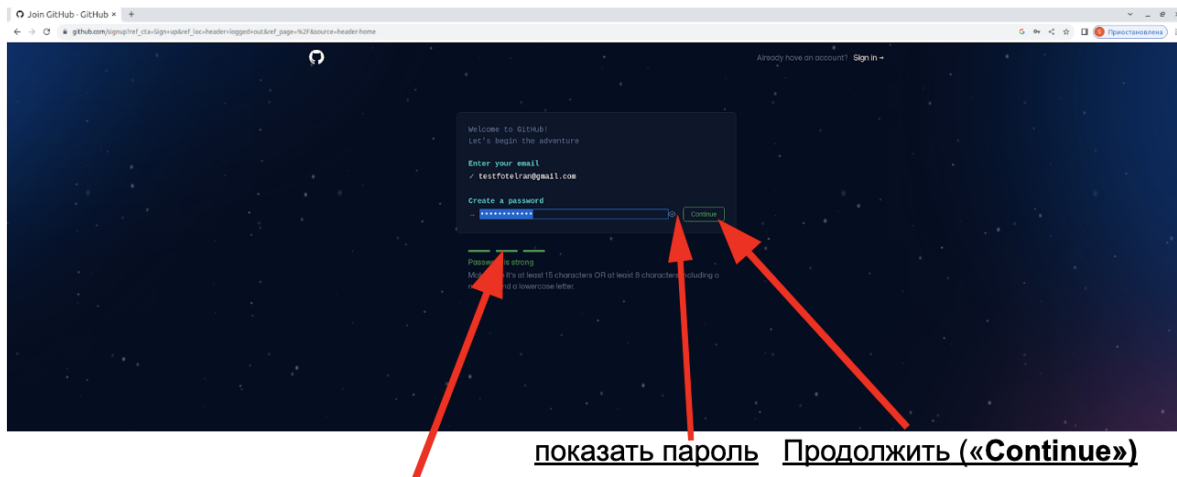 Join GitHub · GitHub
github.com/signup?ref_cta=Sign+up&ref_loc=header+logged+out&ref_page=%2F&source=header-home
Приостановлена
Already have an account? Sign in →
Welcome to GitHub!
Let's begin the adventure
Enter your email
✓ testfotelran@gmail.com
Create a password
→ ••••••••••••
Continue
Password is strong
it's at least 15 characters OR at least 8 characters including a
and a lowercase letter.
показать пароль Продолжить («Continue»)